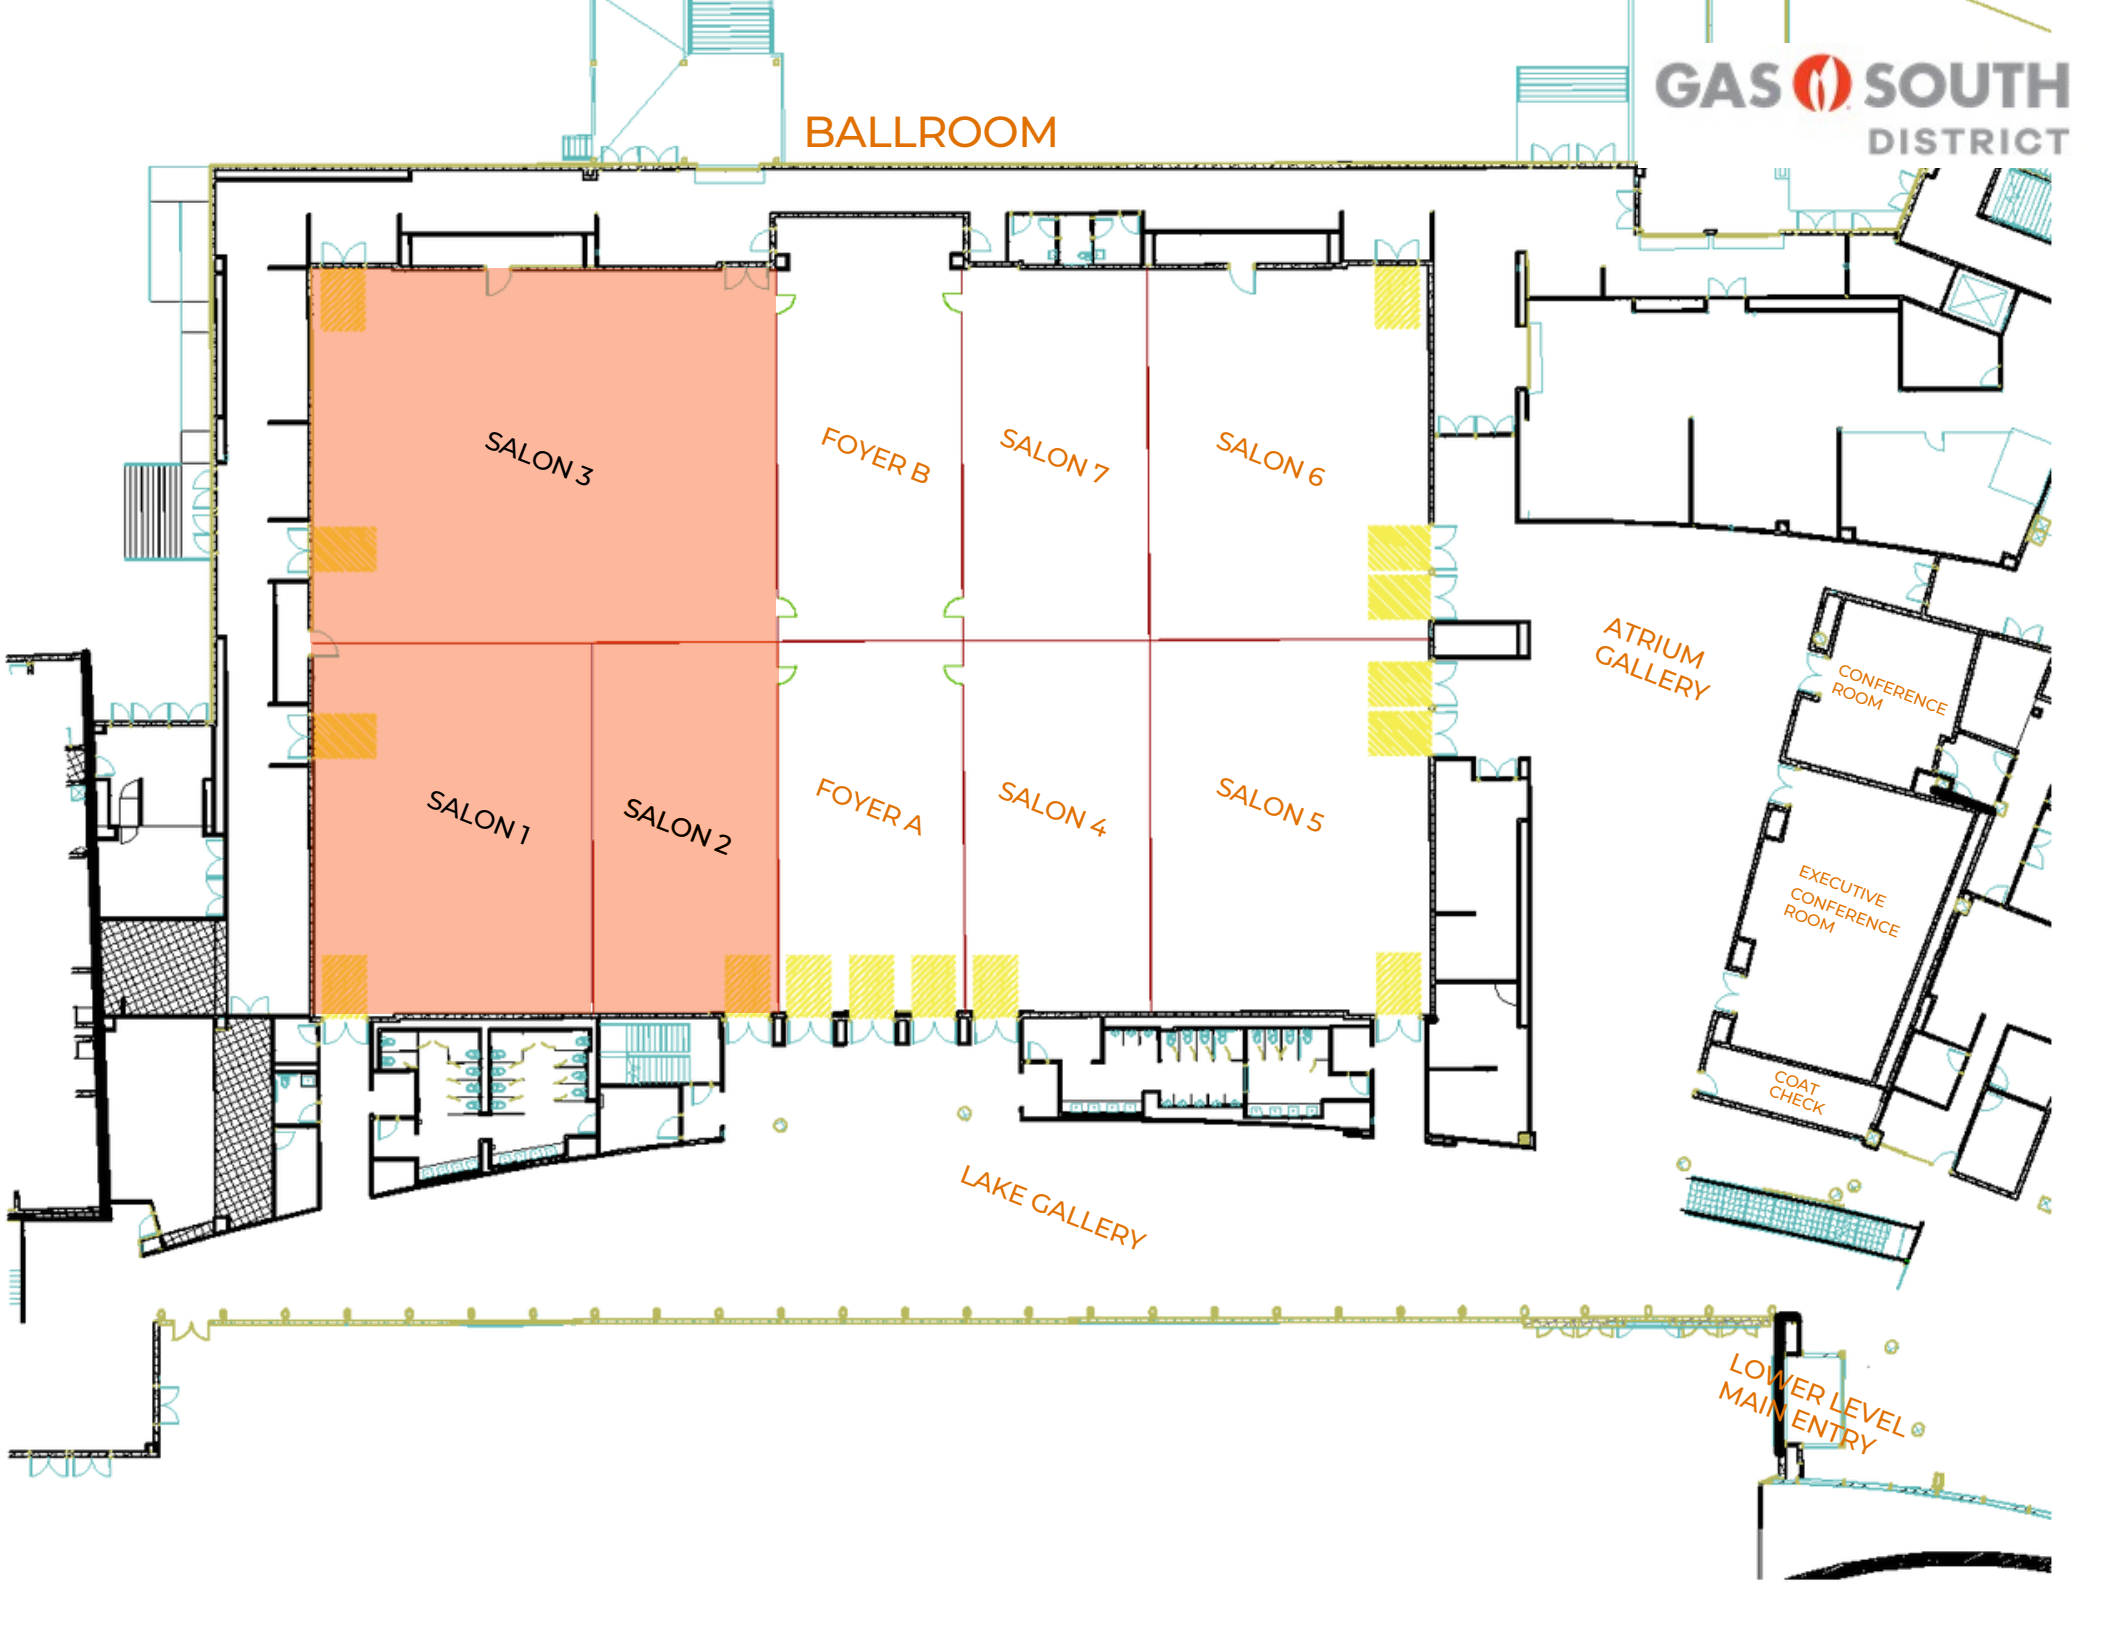 GAS SOUTH
DISTRICT
BALLROOM
SALON 3
FOYER B
SALON 7
SALON 6
ATRIUM
GALLERY
CONFERENCE
ROOM
SALON 1
SALON 2
FOYER A
SALON 4
SALON 5
EXECUTIVE
CONFERENCE
ROOM
COAT
CHECK
LAKE GALLERY
LOWER LEVEL
MAIN ENTRY